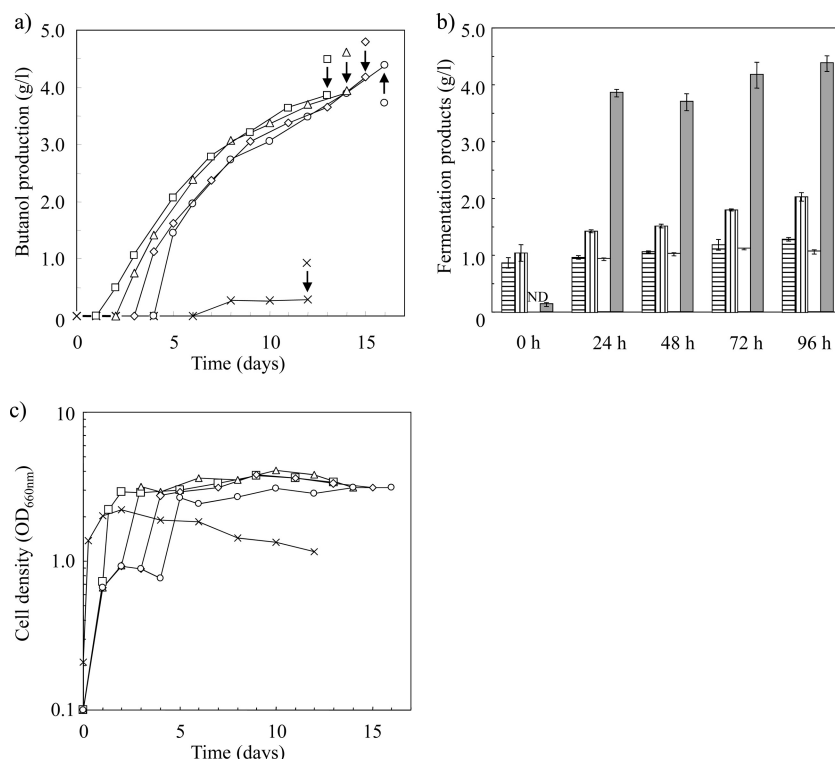 a)
Butanol production (g/l)
5.0
4.0
3.0
2.0
1.0
0
0
5
10
15
Time (days)
b)
Fermentation products (g/l)
5.0
4.0
3.0
2.0
1.0
0
ND
0 h
24 h
48 h
72 h
96 h
c)
Cell density (OD660nm)
10
1.0
0.1
0
5
10
15
Time (days)